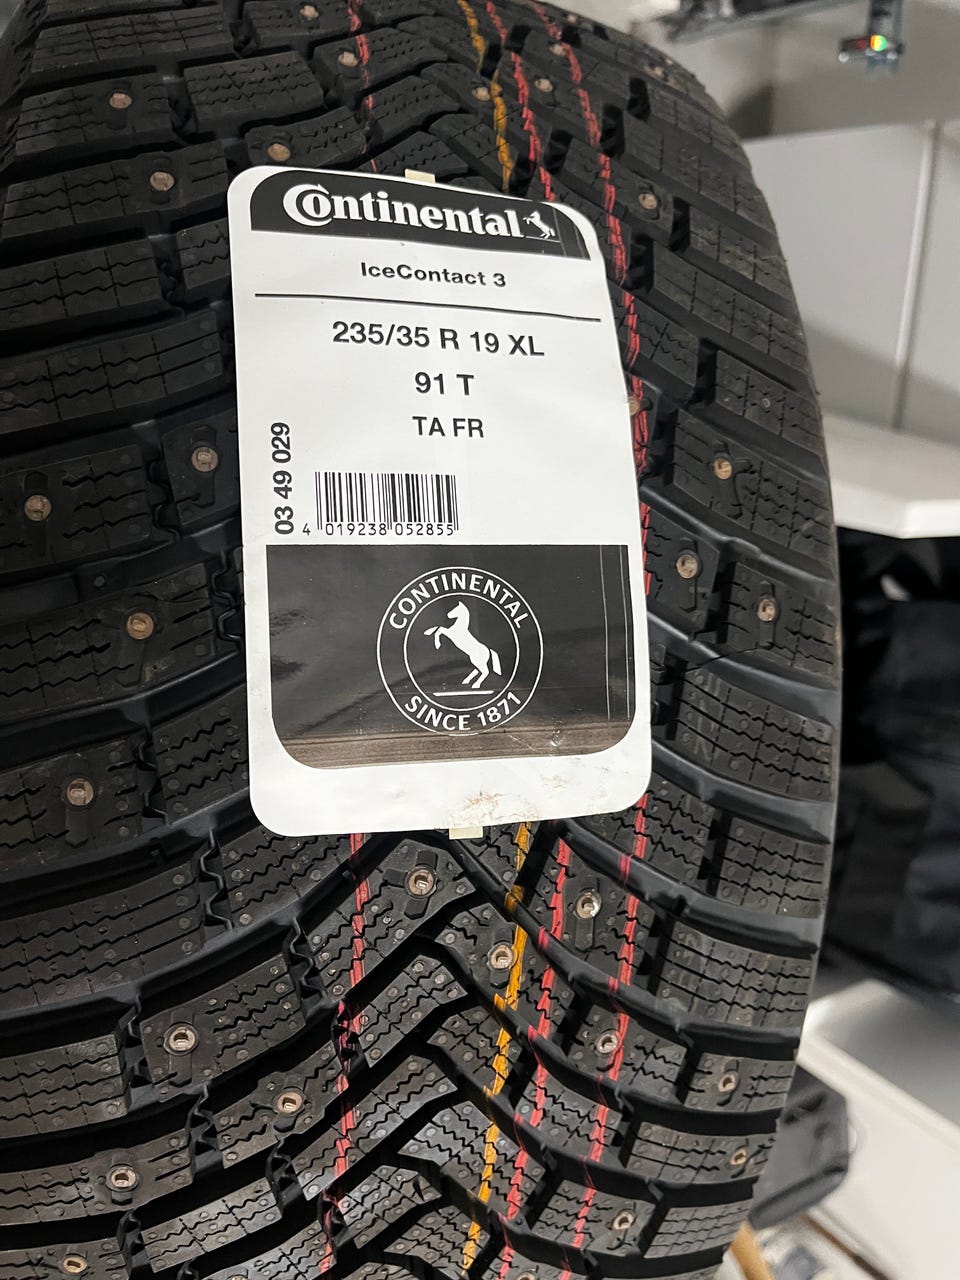 Continental
IceContact 3
235/35 R 19 XL
91 T
TA FR
03 49 029
4 019238 052855
CONTINENTAL
SINCE 1871